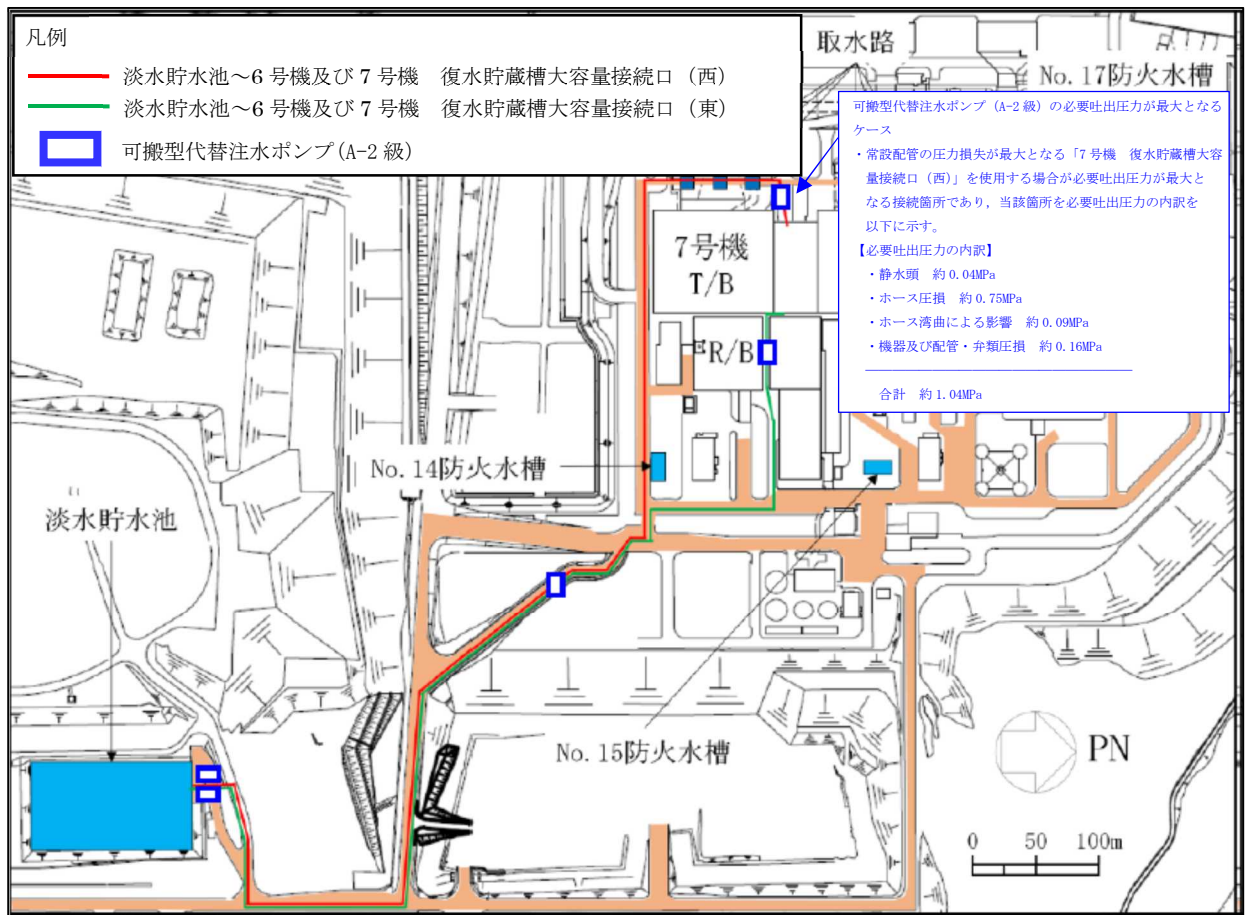 凡例
淡水貯水池～6号機及び7号機　復水貯蔵槽大容量接続口（西）
淡水貯水池～6号機及び7号機　復水貯蔵槽大容量接続口（東）
可搬型代替注水ポンプ(A-2級)
取水路
No.17防火水槽
可搬型代替注水ポンプ（A-2級）の必要吐出圧力が最大となる
ケース
・常設配管の圧力損失が最大となる「7号機　復水貯蔵槽大容
量接続口（西）」を使用する場合が必要吐出圧力が最大と
なる接続箇所であり，当該箇所を必要吐出圧力の内訳を
以下に示す。
【必要吐出圧力の内訳】
・静水頭　約0.04MPa
・ホース圧損　約0.75MPa
・ホース湾曲による影響　約0.09MPa
・機器及び配管・弁類圧損　約0.16MPa
合計　約1.04MPa
7号機
T/B
R/B
No.14防火水槽
淡水貯水池
No.15防火水槽
PN
0　50　100m